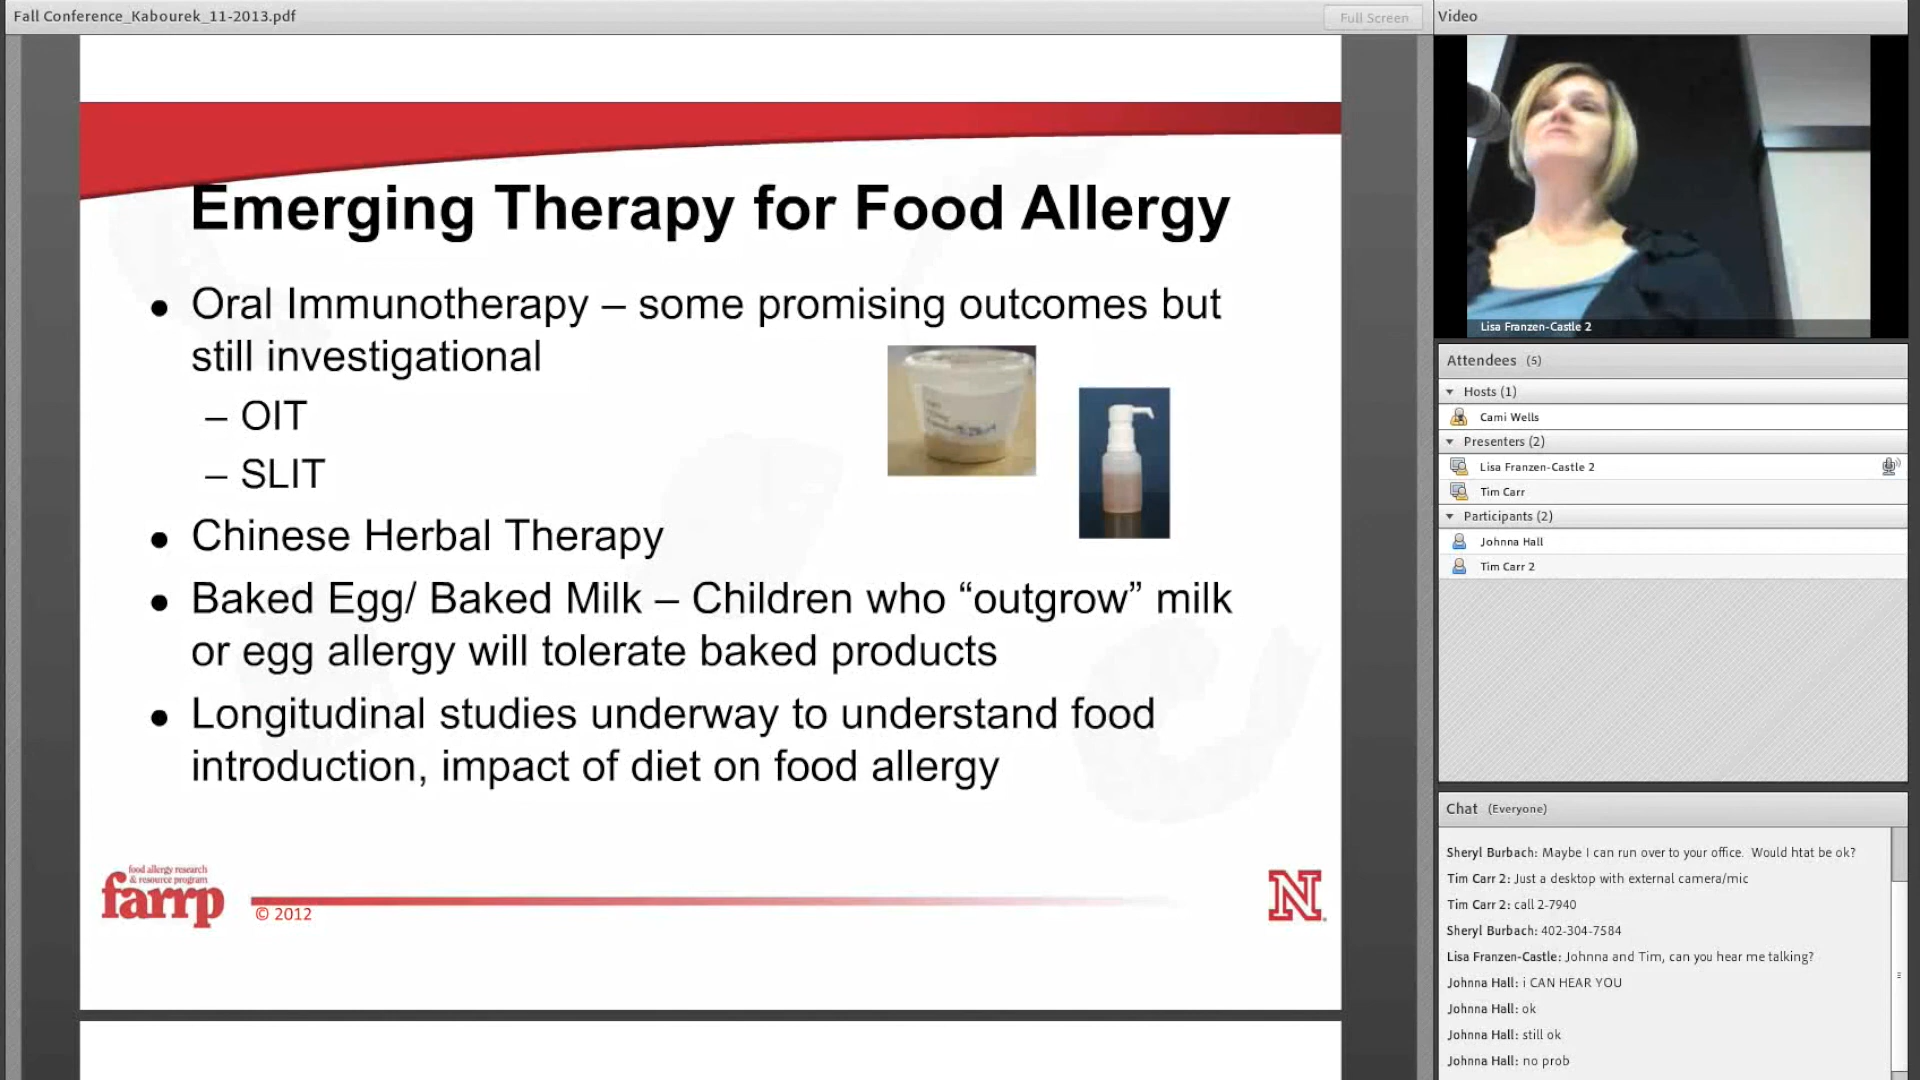 Fall Conference_Kabourek_11-2013.pdf
Full Screen
Emerging Therapy for Food Allergy
● Oral Immunotherapy – some promising outcomes but
still investigational
– OIT
– SLIT
● Chinese Herbal Therapy
● Baked Egg/ Baked Milk – Children who “outgrow” milk
or egg allergy will tolerate baked products
● Longitudinal studies underway to understand food
introduction, impact of diet on food allergy
food allergy research
& resource program
farrp
© 2012
N
Video
Lisa Franzen-Castle 2
Attendees (5)
Hosts (1)
Cami Wells
Presenters (2)
Lisa Franzen-Castle 2
Tim Carr
Participants (2)
Johnna Hall
Tim Carr 2
Chat (Everyone)
Sheryl Burbach: Maybe I can run over to your office. Would htat be ok?
Tim Carr 2: Just a desktop with external camera/mic
Tim Carr 2: call 2-7940
Sheryl Burbach: 402-304-7584
Lisa Franzen-Castle: Johnna and Tim, can you hear me talking?
Johnna Hall: i CAN HEAR YOU
Johnna Hall: ok
Johnna Hall: still ok
Johnna Hall: no prob